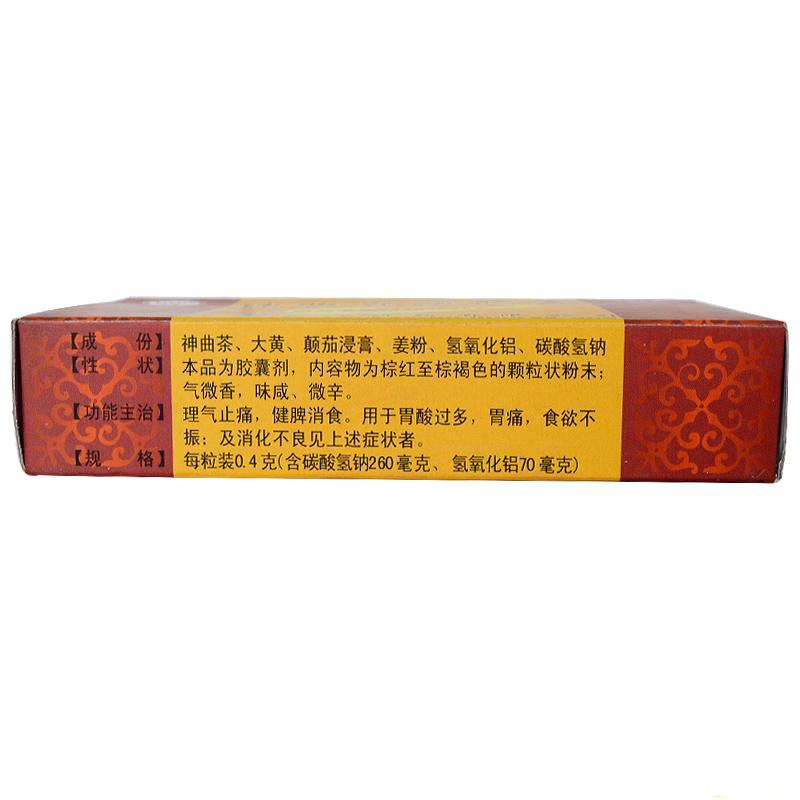 【成 份】 神曲茶、大黄、颠茄浸膏、姜粉、氢氧化铝、碳酸氢钠
【性 状】 本品为胶囊剂，内容物为棕红至棕褐色的颗粒状粉末；
气微香，味咸、微辛。
【功能主治】 理气止痛，健脾消食。用于胃酸过多，胃痛，食欲不
振；及消化不良见上述症状者。
【规 格】 每粒装0.4克(含碳酸氢钠260毫克、氢氧化铝70毫克)